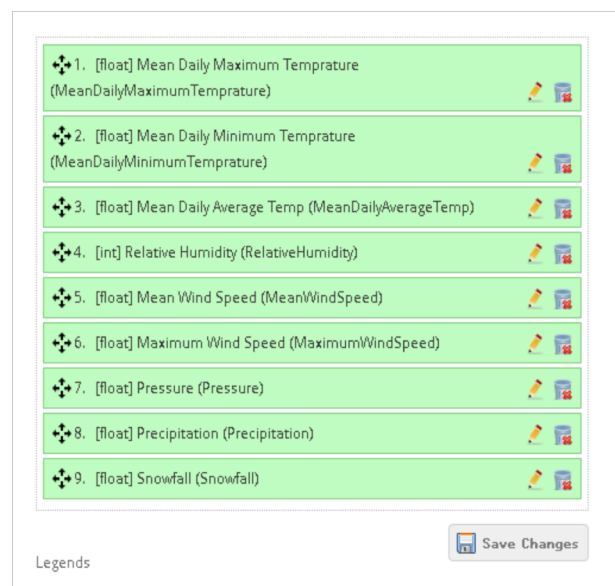 1. [float] Mean Daily Maximum Temprature
(MeanDailyMaximumTemprature)
2. [float] Mean Daily Minimum Temprature
(MeanDailyMinimumTemprature)
3. [float] Mean Daily Average Temp (MeanDailyAverageTemp)
4. [int] Relative Humidity (RelativeHumidity)
5. [float] Mean Wind Speed (MeanWindSpeed)
6. [float] Maximum Wind Speed (MaximumWindSpeed)
7. [float] Pressure (Pressure)
8. [float] Precipitation (Precipitation)
9. [float] Snowfall (Snowfall)
Save Changes
Legends